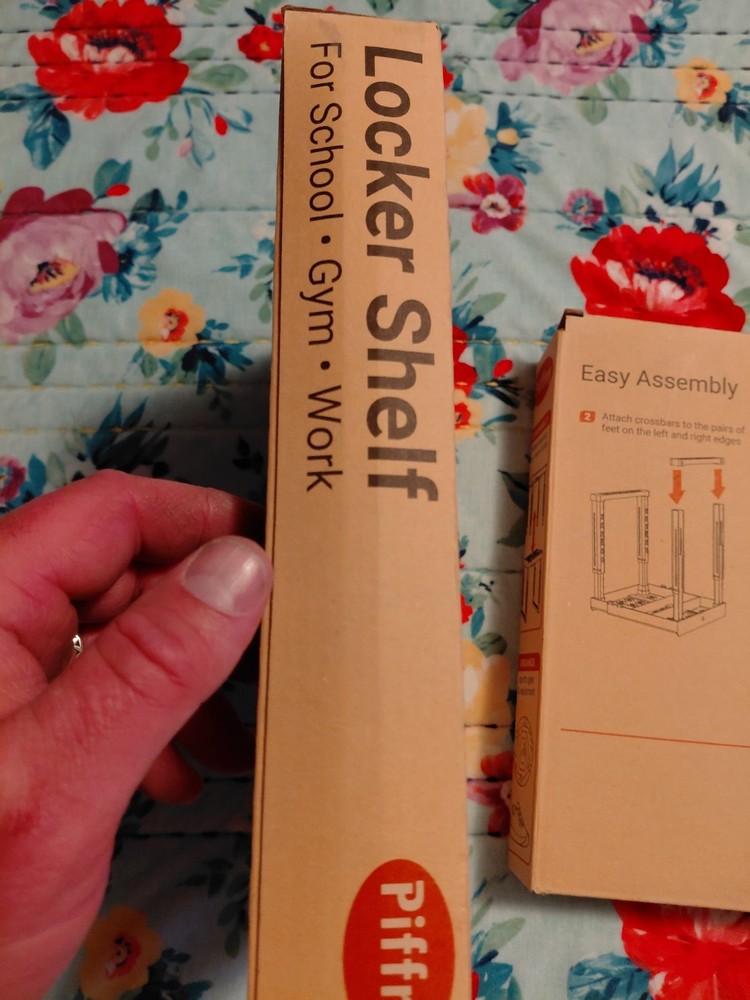 Locker Shelf
For School • Gym • Work
Piffr
Easy Assembly
2 Attach crossbars to the pairs of
feet on the left and right edges